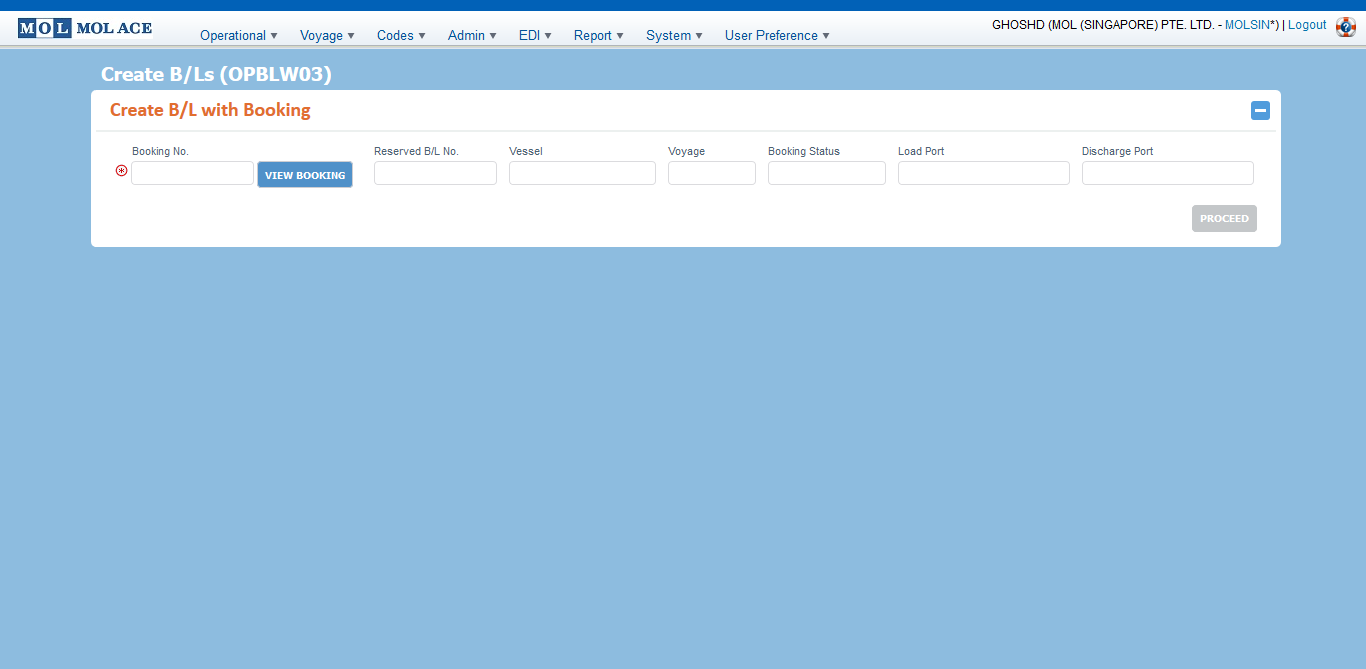 MOL MOL ACE
Operational Voyage Codes Admin EDI Report System User Preference
GHOSHD (MOL (SINGAPORE) PTE. LTD. - MOLSIN*) | Logout
Create B/Ls (OPBLW03)
Create B/L with Booking
Booking No. Reserved B/L No. Vessel Voyage Booking Status Load Port Discharge Port
VIEW BOOKING
PROCEED